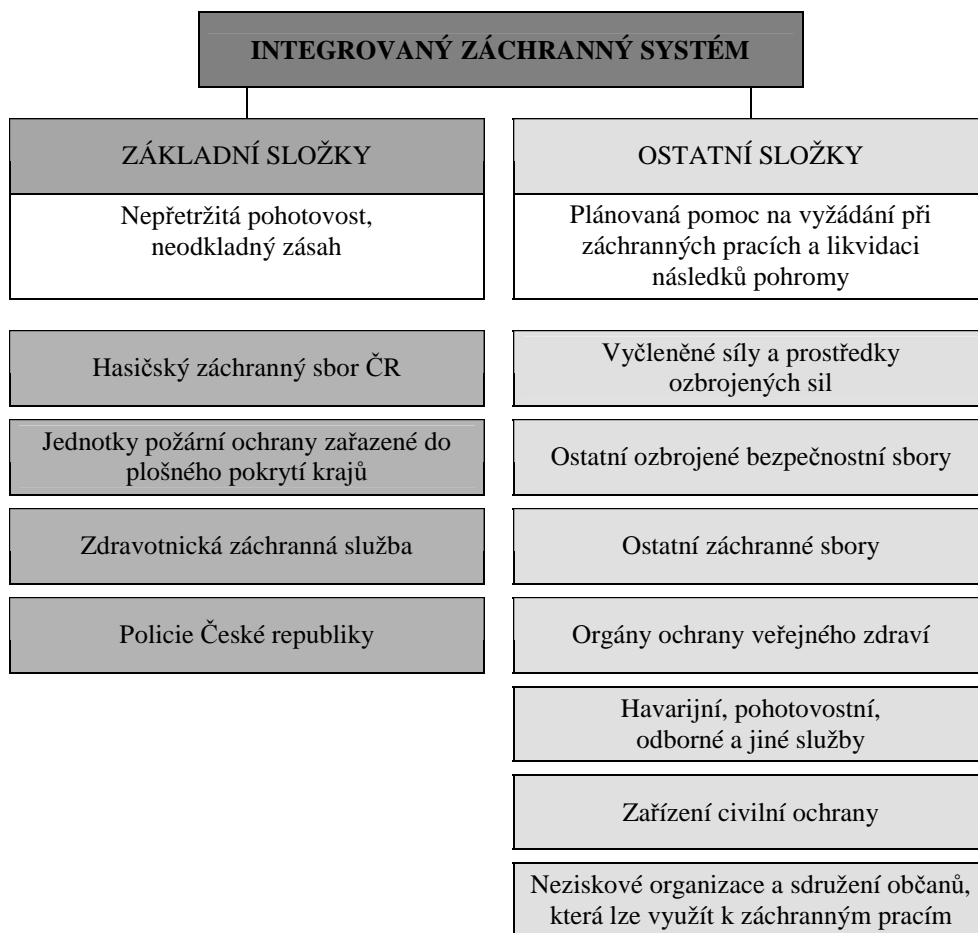 INTEGROVANÝ ZÁCHRANNÝ SYSTÉM
ZÁKLADNÍ SLOŽKY
Nepřetržitá pohotovost,
neodkladný zásah
Hasičský záchranný sbor ČR
Jednotky požární ochrany zařazené do
plošného pokrytí krajů
Zdravotnická záchranná služba
Policie České republiky
OSTATNÍ SLOŽKY
Plánovaná pomoc na vyžádání při
záchranných pracích a likvidaci
následků pohromy
Vyčleněné síly a prostředky
ozbrojených sil
Ostatní ozbrojené bezpečnostní sbory
Ostatní záchranné sbory
Orgány ochrany veřejného zdraví
Havarijní, pohotovostní,
odborné a jiné služby
Zařízení civilní ochrany
Neziskové organizace a sdružení občanů,
která lze využít k záchranným pracím